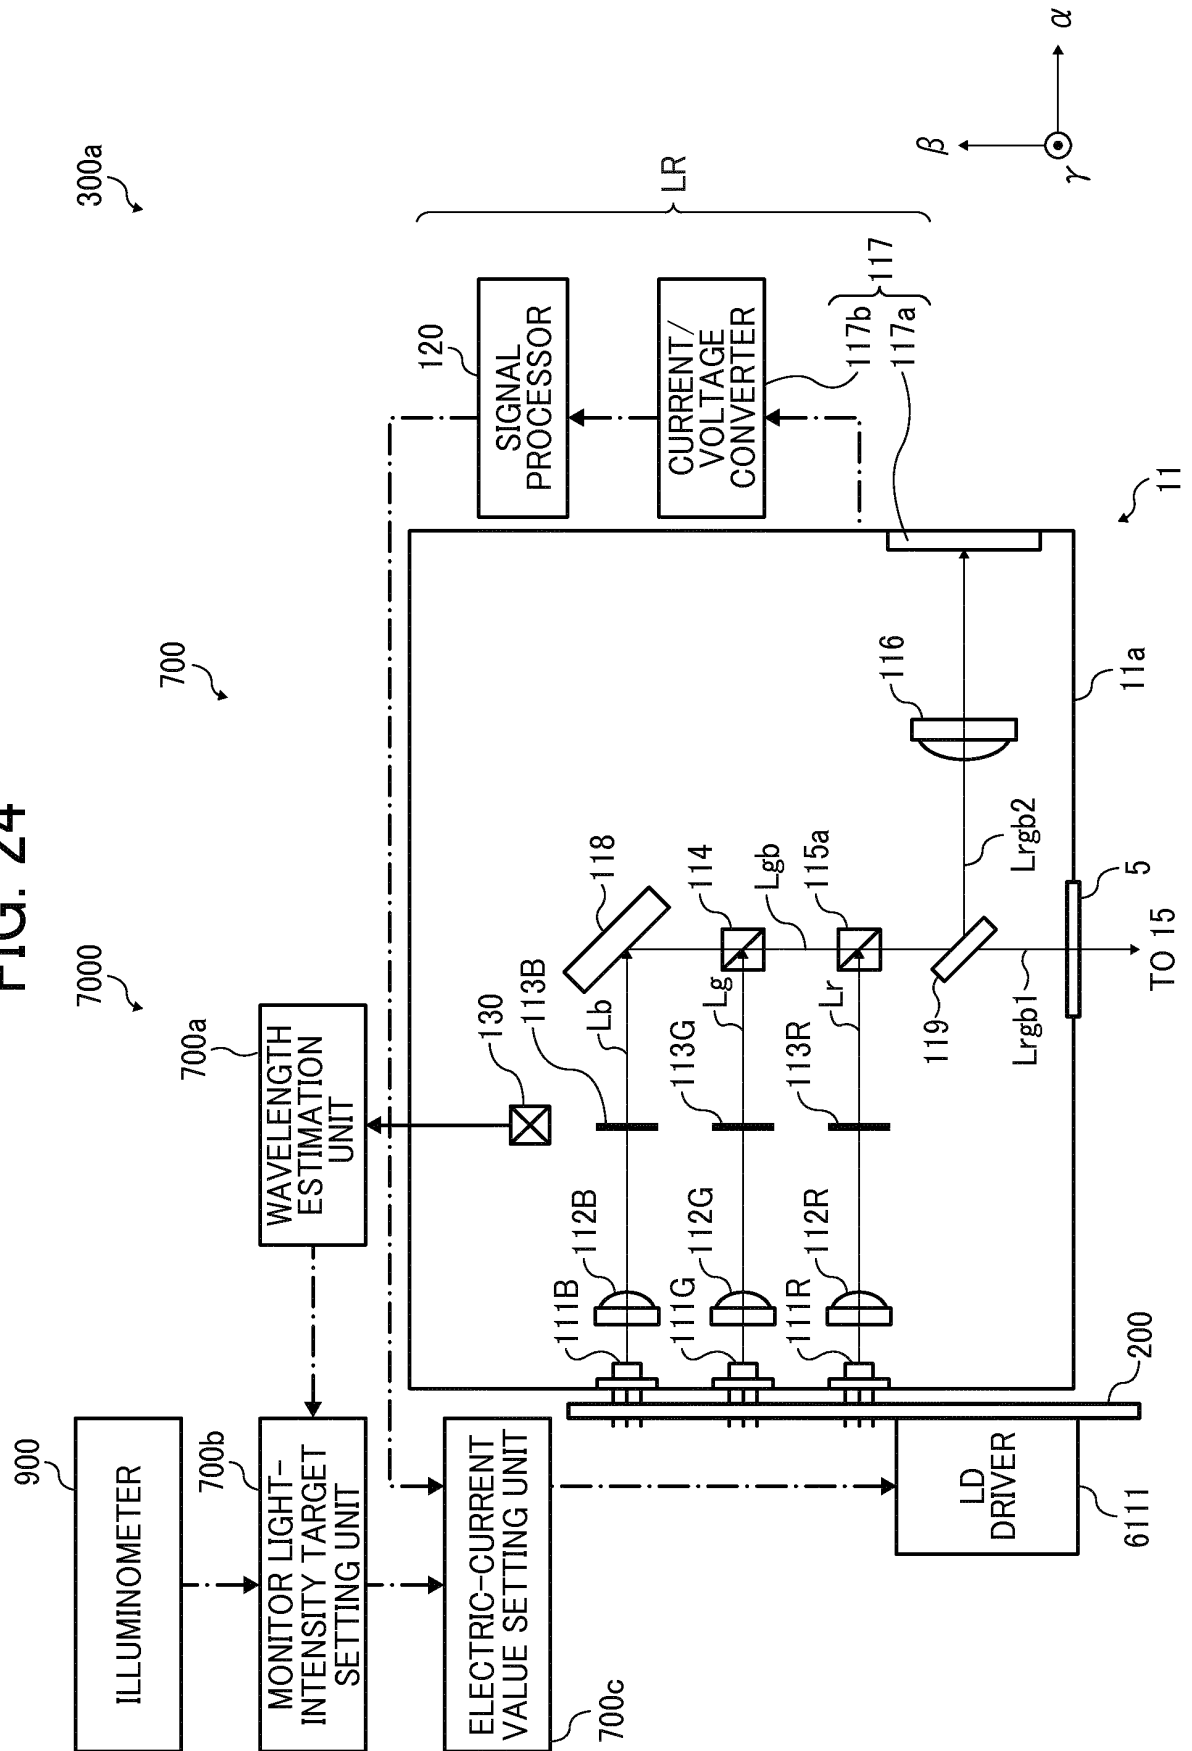 FIG. 24
300a
700
7000
900
ILLUMINOMETER
700b
MONITOR LIGHT-
INTENSITY TARGET
SETTING UNIT
700a
WAVELENGTH
ESTIMATION
UNIT
ELECTRIC-CURRENT
VALUE SETTING UNIT
700c
LD
DRIVER
6111
200
120
SIGNAL
PROCESSOR
CURRENT/
VOLTAGE
CONVERTER
LR
117b
117a
117
130
111B
112B
113B
Lb
118
111G
112G
113G
Lg
114
Lgb
111R
112R
113R
Lr
115a
116
119
Lrgb2
Lrgb1
5
TO 15
11a
11
α
β
γ